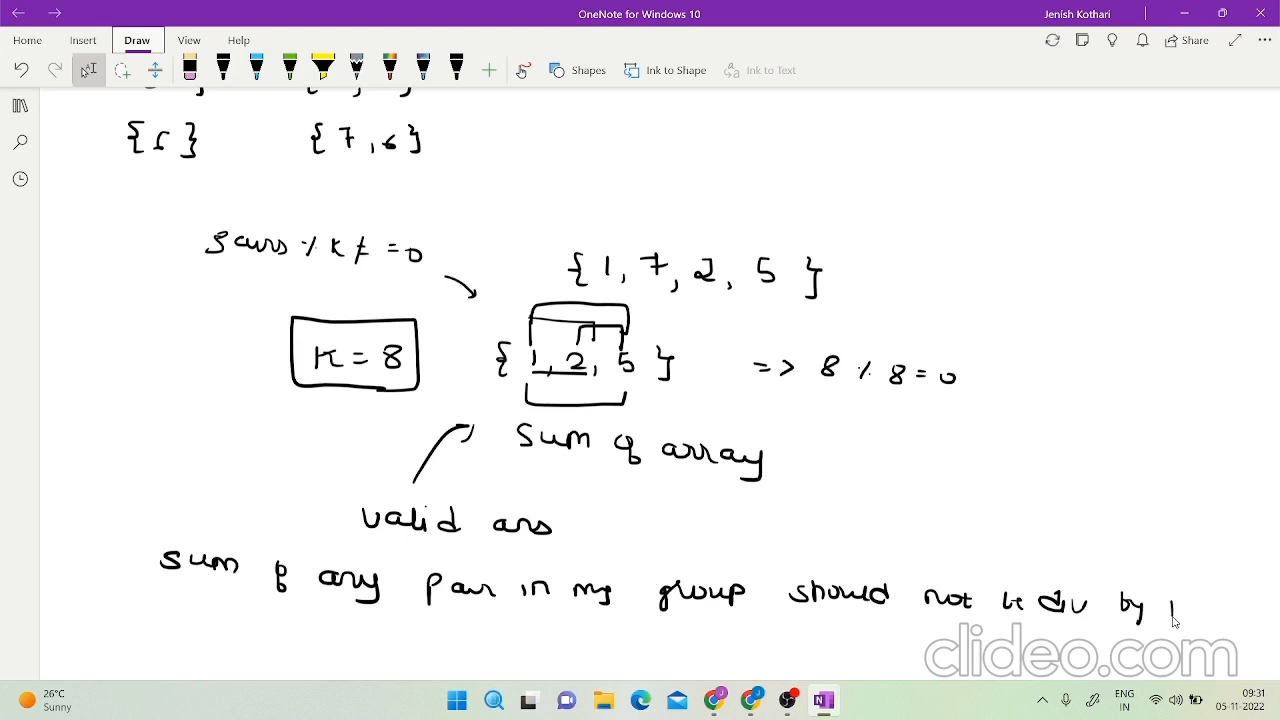 OneNote for Windows 10
Jenish Kothari
Home Insert Draw View Help
Share
Shapes Ink to Shape Ink to Text
{5} {7,6}
pairs % K ≠ = 0
{1, 7, 2, 5}
K = 8
{1, 2, 5} => 8 % 8 = 0
sum of array
valid ans
sum of any pair in my group should not be div by
clideo.com
26°C
Sunny
ENG
IN
09:31
03-11-2022